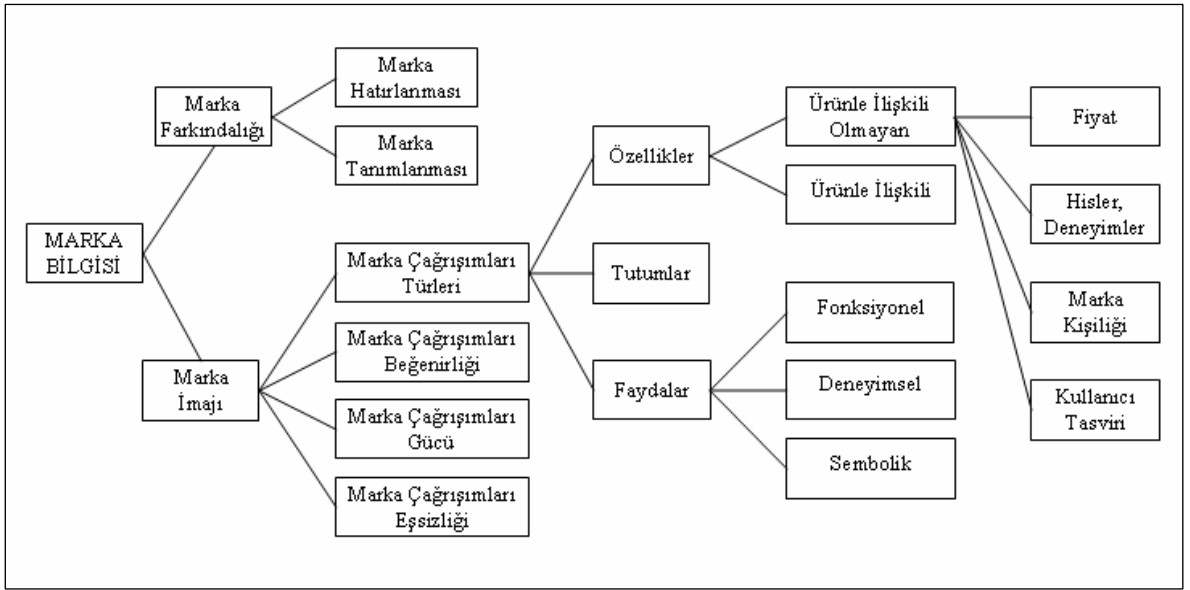 MARKA
BİLGİSİ
Marka
Farkındalığı
Marka
İmajı
Marka
Hatırlanması
Marka
Tanımlanması
Marka Çağrışımları
Türleri
Marka Çağrışımları
Beğenirliği
Marka Çağrışımları
Gücü
Marka Çağrışımları
Eşsizliği
Özellikler
Tutumlar
Faydalar
Ürünle İlişkili
Olmayan
Ürünle İlişkili
Fonksiyonel
Deneyimsel
Sembolik
Fiyat
Hisler,
Deneyimler
Marka
Kişiliği
Kullanıcı
Tasviri